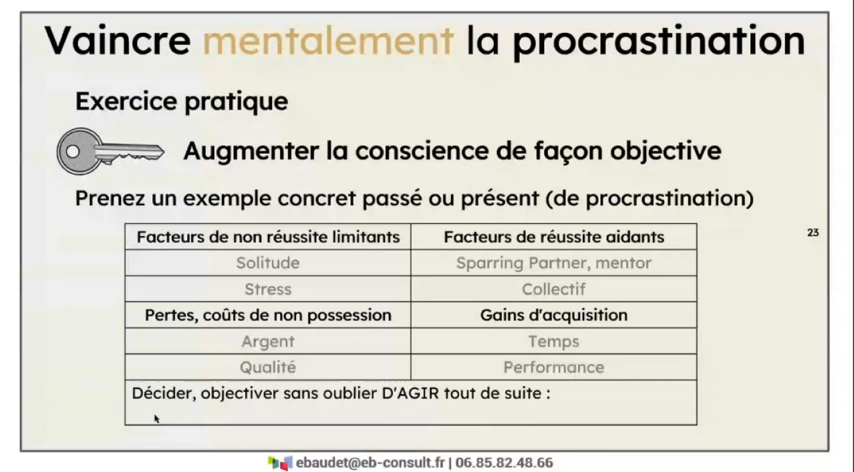 Vaincre mentalement la procrastination
Exercice pratique
Augmenter la conscience de façon objective
Prenez un exemple concret passé ou présent (de procrastination)
Facteurs de non réussite limitants Facteurs de réussite aidants
23
Solitude Sparring Partner, mentor
Stress Collectif
Pertes, coûts de non possession Gains d'acquisition
Argent Temps
Qualité Performance
Décider, objectiver sans oublier D'AGIR tout de suite :
ebaudet@eb-consult.fr | 06.85.82.48.66